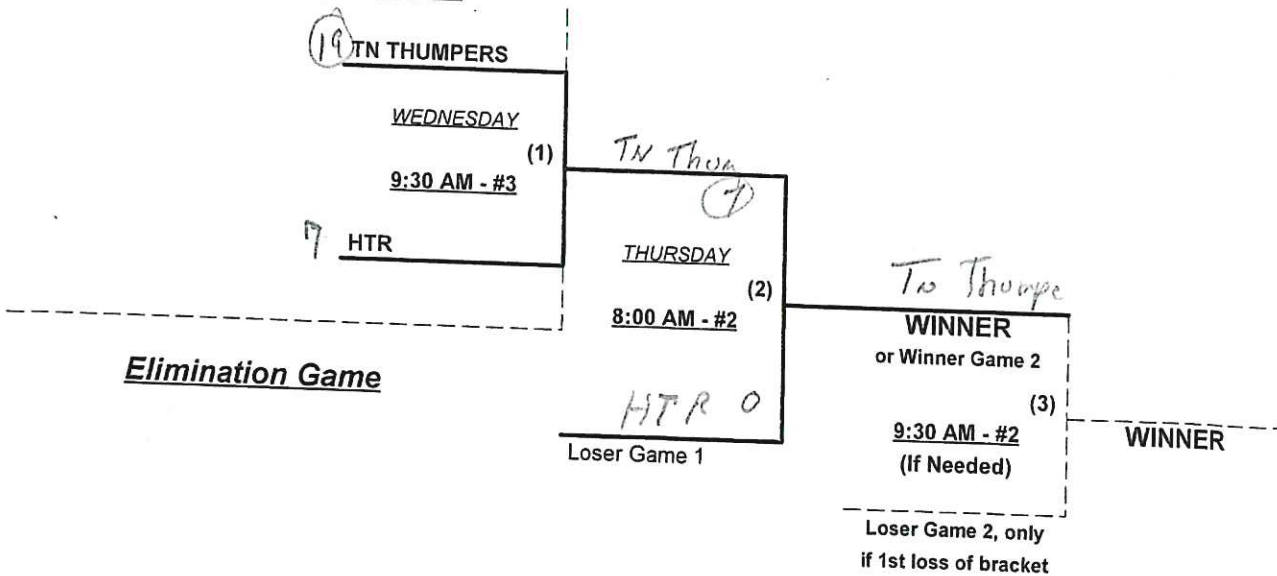 19 TN THUMPERS
WEDNESDAY
(1)
9:30 AM - #3
17 HTR
TN Thum
7
THURSDAY
(2)
8:00 AM - #2
HTR 0
Loser Game 1
Elimination Game
TN Thumpe
WINNER
or Winner Game 2
(3)
9:30 AM - #2
(If Needed)
WINNER
Loser Game 2, only
if 1st loss of bracket